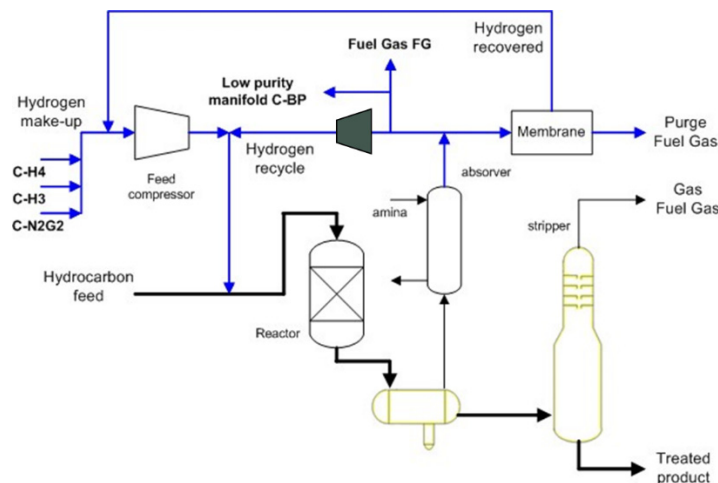 Fuel Gas FG
Hydrogen
recovered
Low purity
manifold C-BP
Hydrogen
make-up
Membrane
Purge
Fuel Gas
Hydrogen
recycle
Feed
compressor
absorver
C-H4
C-H3
C-N2G2
amina
Gas
Fuel Gas
stripper
Hydrocarbon
feed
Reactor
Treated
product